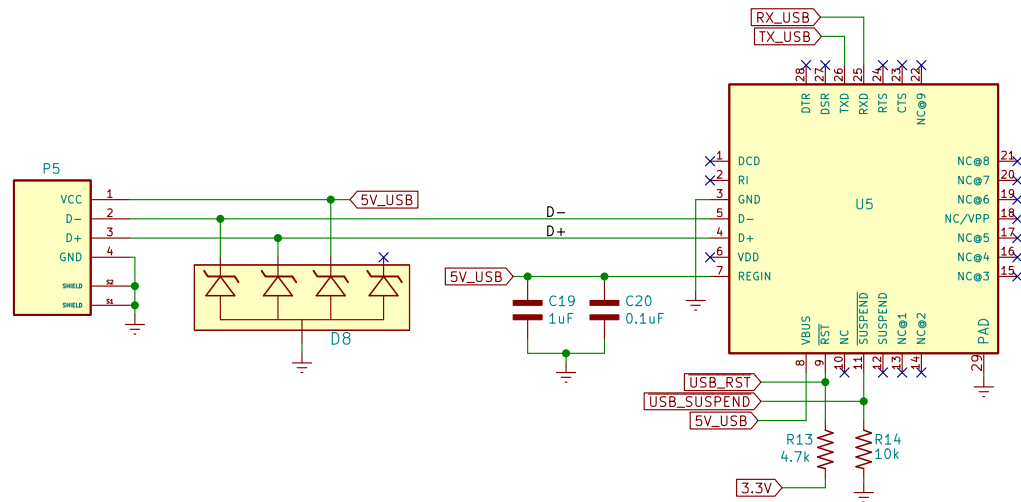 RX_USB
TX_USB
28 27 26 25 24 23 22
DTR DSR TXD RXD RTS CTS NC@9
P5
VCC 1
D- 2
D+ 3
GND 4
SHIELD S2
SHIELD S1
5V_USB
D-
D+
D8
5V_USB
C19
1uF
C20
0.1uF
U5
1 DCD
2 RI
3 GND
5 D-
4 D+
6 VDD
7 REGIN
NC@8 21
NC@7 20
NC@6 19
NC/VPP 18
NC@5 17
NC@4 16
NC@3 15
VBUS RST NC SUSPEND SUSPEND NC@1 NC@2 PAD
8 9 10 11 12 13 14 29
USB_RST
USB_SUSPEND
5V_USB
R13
4.7k
R14
10k
3.3V